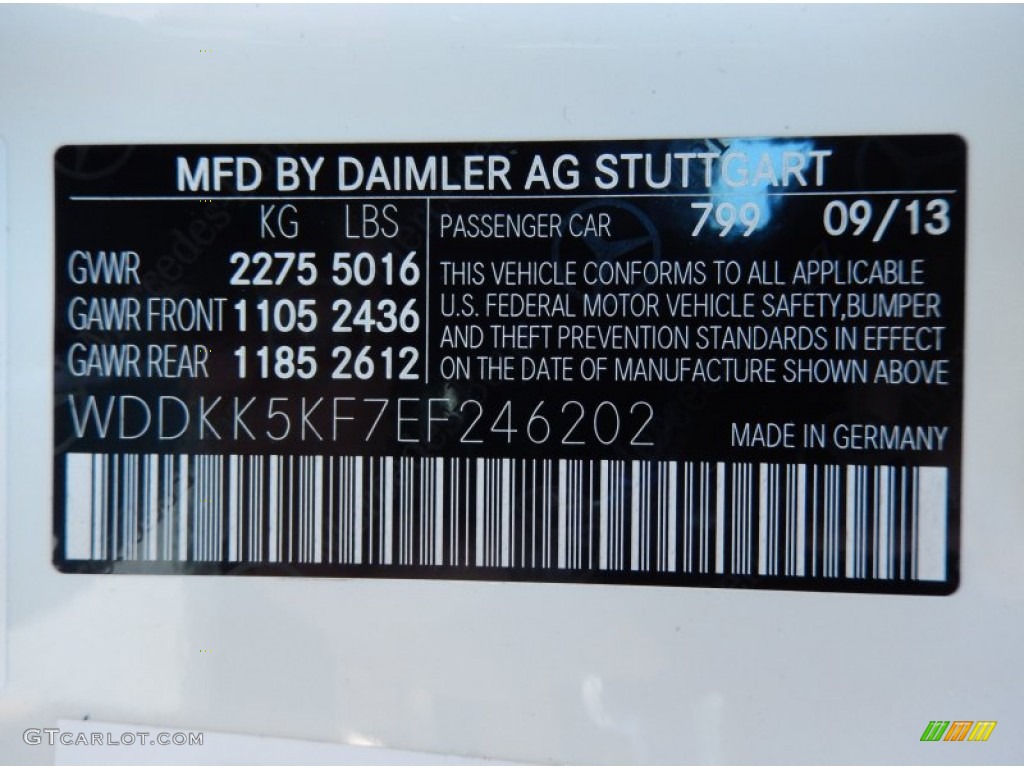 MFD BY DAIMLER AG STUTTGART
KG LBS
GVWR 2275 5016
GAWR FRONT 1105 2436
GAWR REAR 1185 2612
PASSENGER CAR 799 09/13
THIS VEHICLE CONFORMS TO ALL APPLICABLE
U.S. FEDERAL MOTOR VEHICLE SAFETY,BUMPER
AND THEFT PREVENTION STANDARDS IN EFFECT
ON THE DATE OF MANUFACTURE SHOWN ABOVE
WDDKK5KF7EF246202
MADE IN GERMANY
GTCARLOT.COM